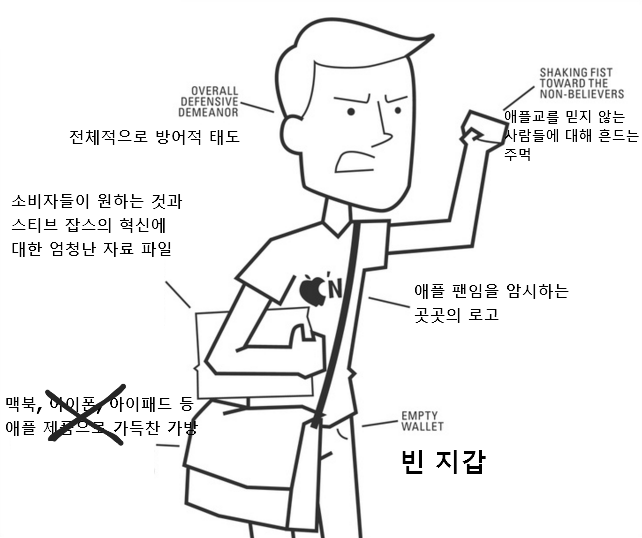 OVERALL
DEFENSIVE
DEMEANOR
전체적으로 방어적 태도
SHAKING FIST
TOWARD THE
NON-BELIEVERS
애플교를 믿지 않는
사람들에 대해 흔드는
주먹
소비자들이 원하는 것과
스티브 잡스의 혁신에
대한 엄청난 자료 파일
'N
애플 팬임을 암시하는
곳곳의 로고
맥북, 아이폰, 아이패드 등
애플 제품으로 가득찬 가방
EMPTY
WALLET
빈 지갑